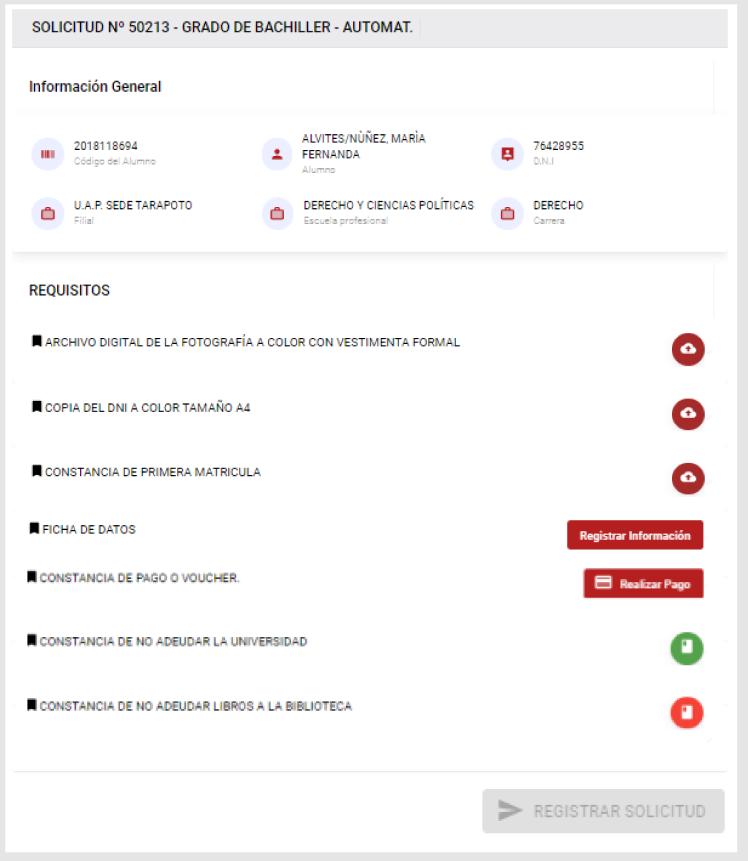 SOLICITUD Nº 50213 - GRADO DE BACHILLER - AUTOMAT.
Información General
2018118694
Código del Alumno
ALVITES/NÙÑEZ, MARÌA
FERNANDA
Alumno
76428955
D.N.I
U.A.P. SEDE TARAPOTO
Filial
DERECHO Y CIENCIAS POLÍTICAS
Escuela profesional
DERECHO
Carrera
REQUISITOS
ARCHIVO DIGITAL DE LA FOTOGRAFÍA A COLOR CON VESTIMENTA FORMAL
COPIA DEL DNI A COLOR TAMAÑO A4
CONSTANCIA DE PRIMERA MATRICULA
FICHA DE DATOS
Registrar Información
CONSTANCIA DE PAGO O VOUCHER.
Realizar Pago
CONSTANCIA DE NO ADEUDAR LA UNIVERSIDAD
CONSTANCIA DE NO ADEUDAR LIBROS A LA BIBLIOTECA
REGISTRAR SOLICITUD